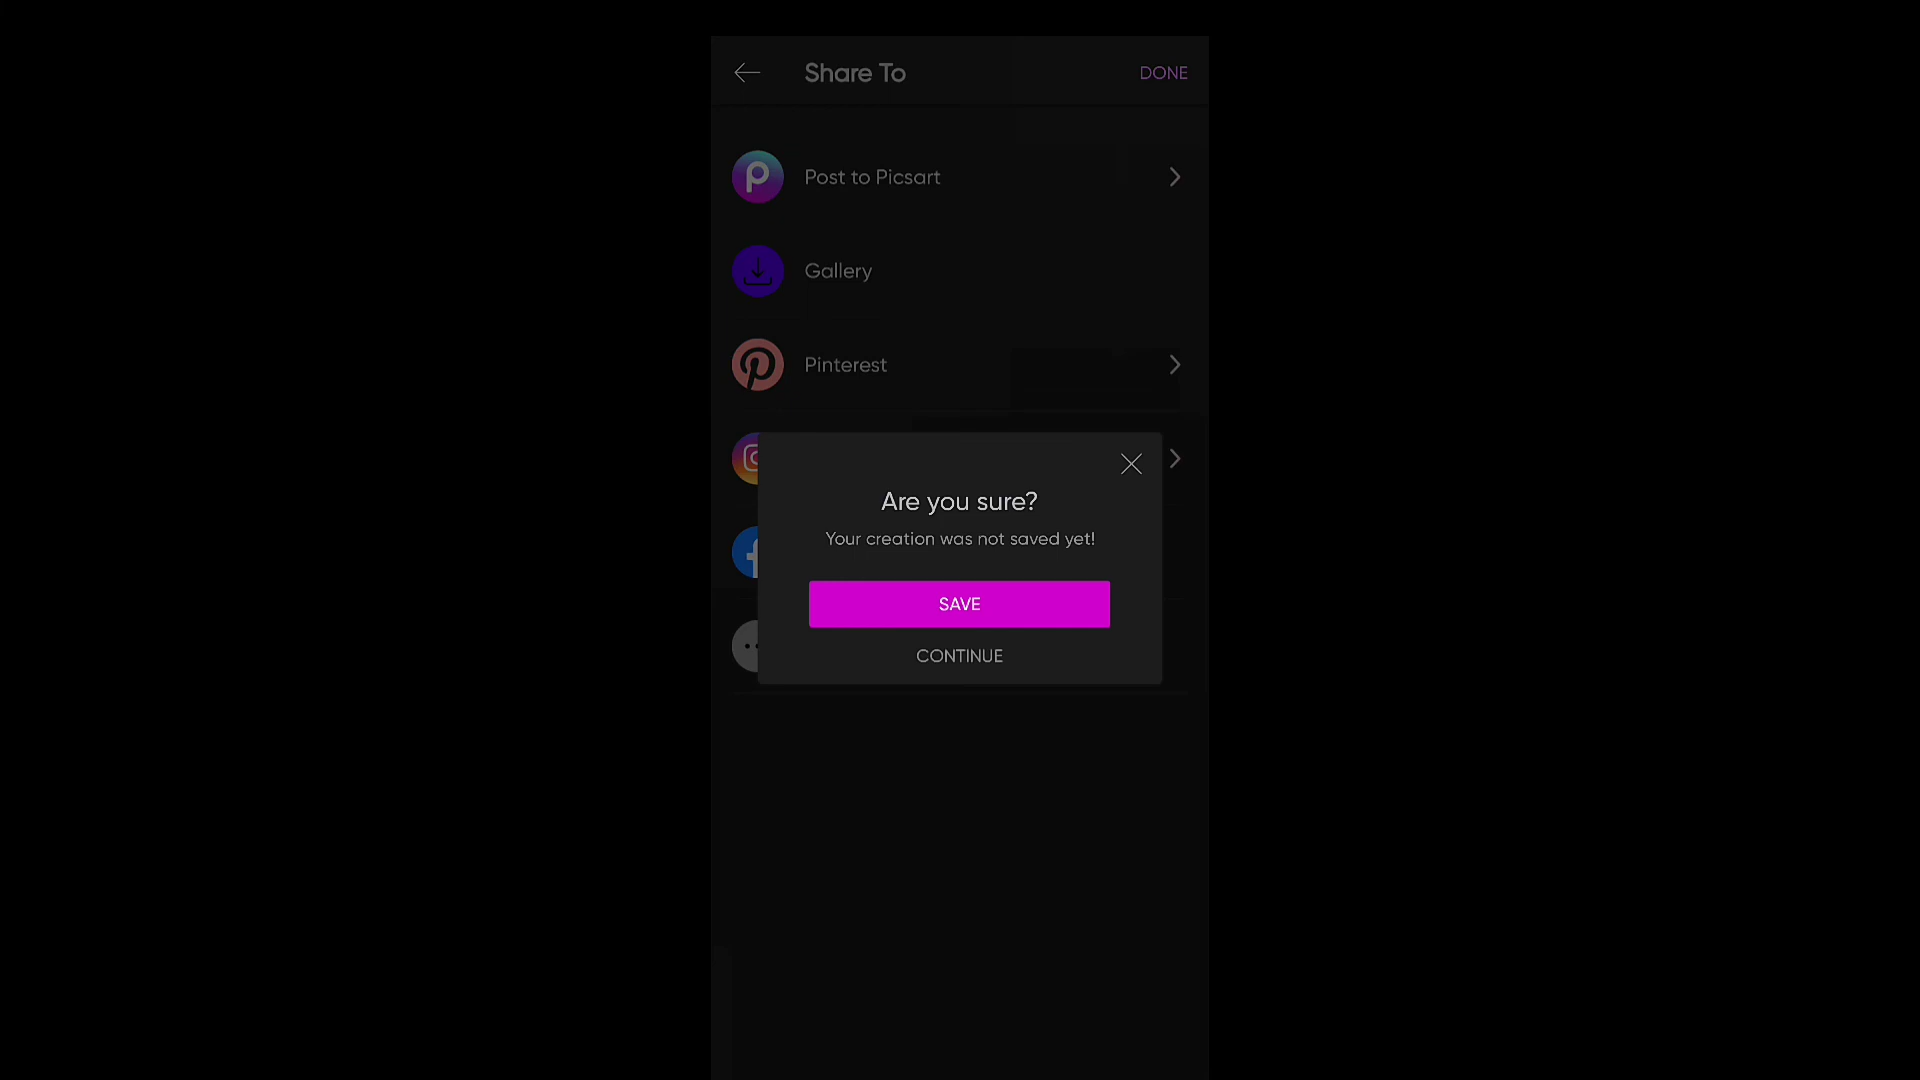 Share To
DONE
Post to Picsart
Gallery
Pinterest
Are you sure?
Your creation was not saved yet!
SAVE
CONTINUE